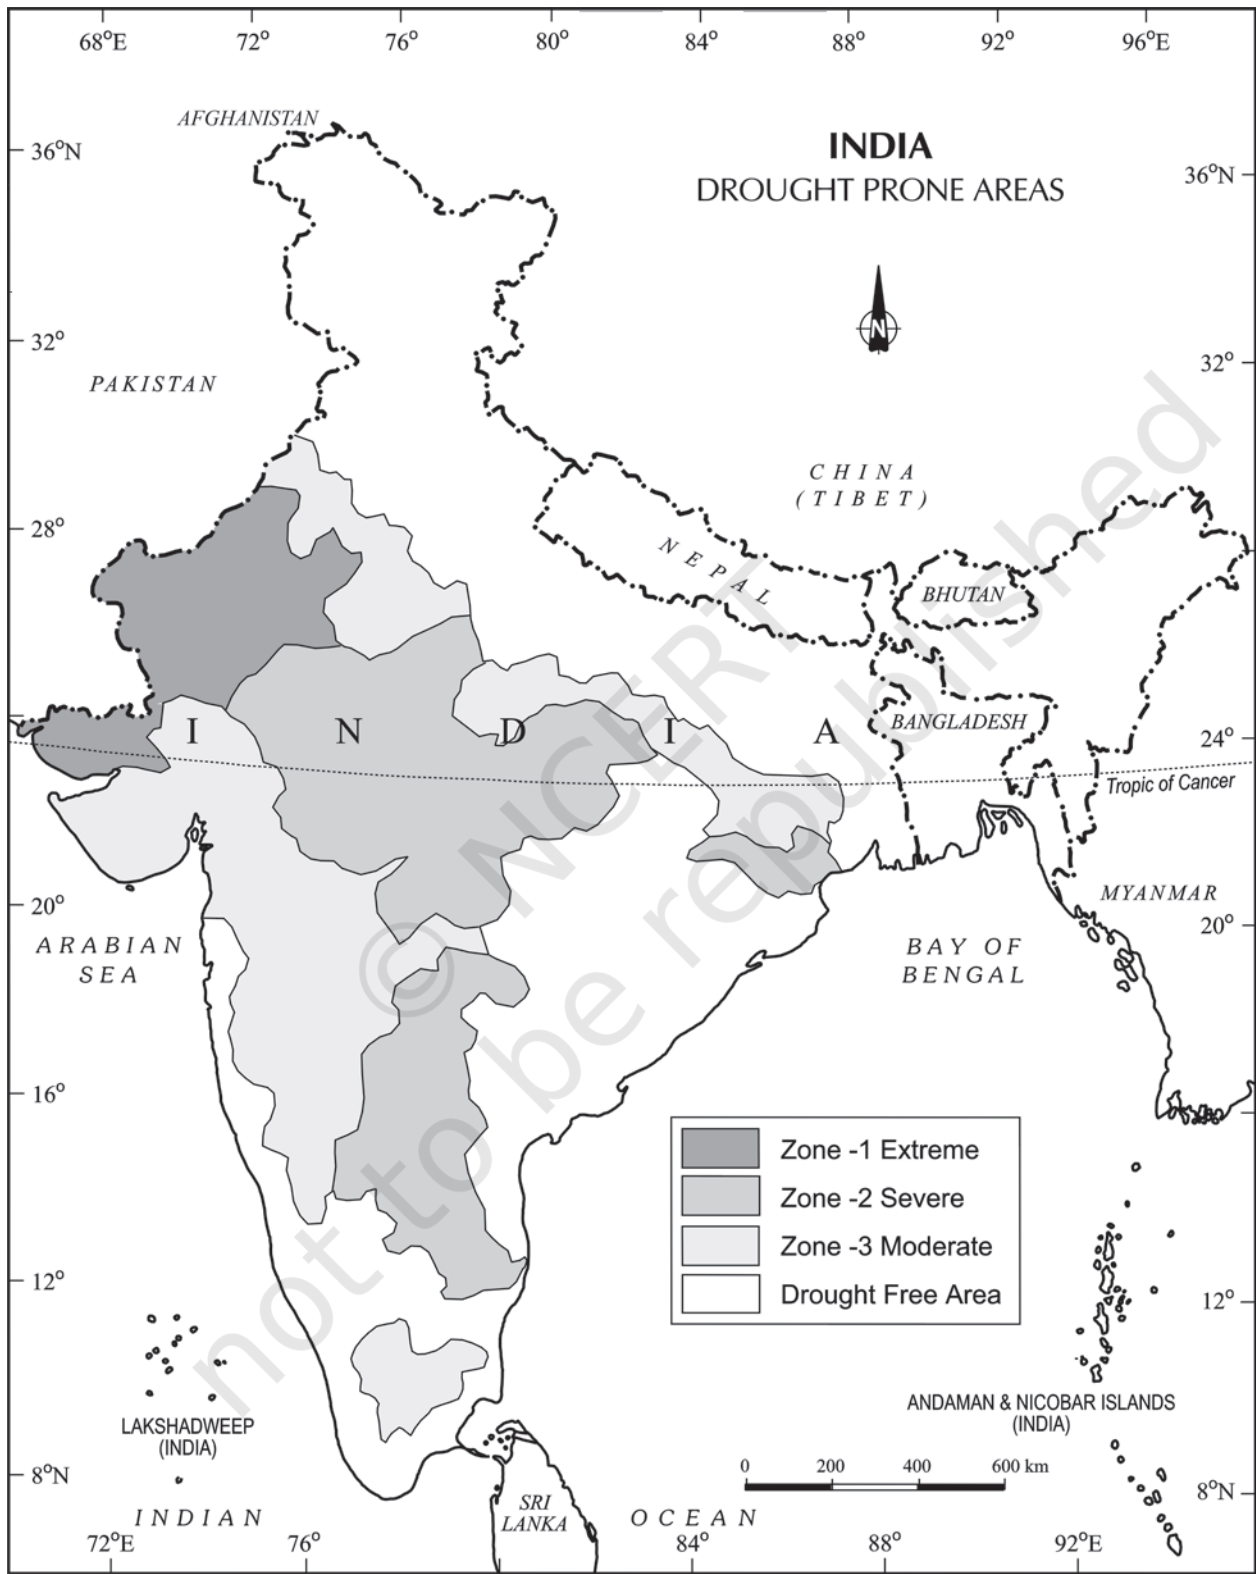 68°E 72° 76° 80° 84° 88° 92° 96°E
AFGHANISTAN
INDIA
DROUGHT PRONE AREAS
36°N
36°N
N
32°
32°
PAKISTAN
CHINA
(TIBET)
28°
NEPAL
BHUTAN
BANGLADESH
INDIA
24°
Tropic of Cancer
MYANMAR
20°
20°
ARABIAN
SEA
BAY OF
BENGAL
© NCERT
not to be republished
16°
Zone -1 Extreme
Zone -2 Severe
Zone -3 Moderate
Drought Free Area
12°
12°
LAKSHADWEEP
(INDIA)
ANDAMAN & NICOBAR ISLANDS
(INDIA)
0 200 400 600 km
8°N
8°N
SRI
LANKA
INDIAN OCEAN
72°E 76° 84° 88° 92°E